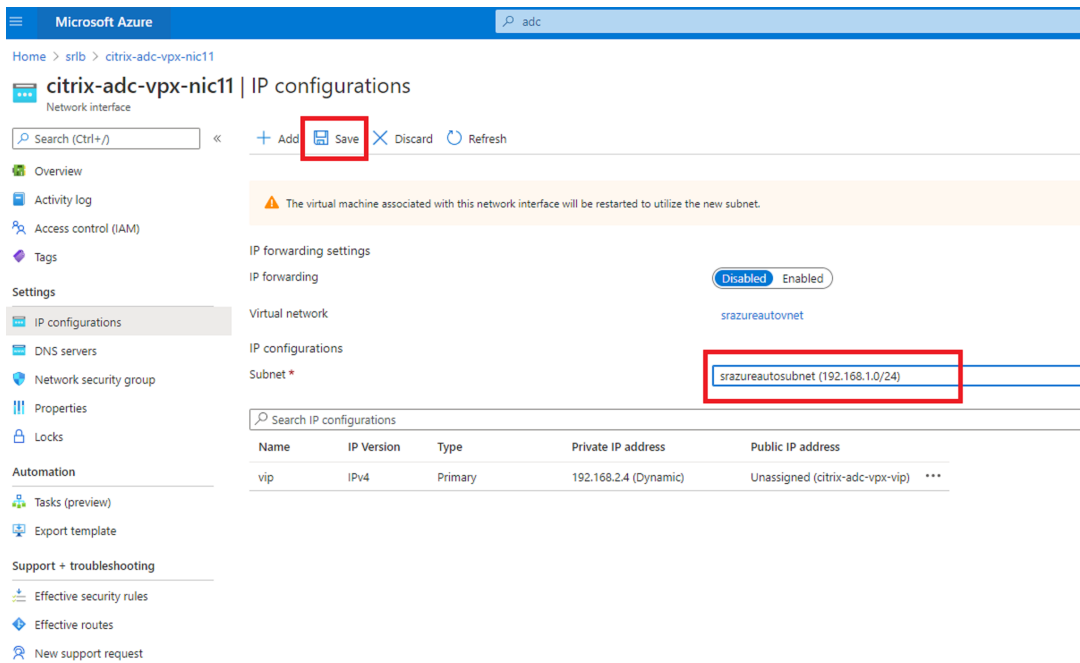 Microsoft Azure
adc
Home > srlb > citrix-adc-vpx-nic11
citrix-adc-vpx-nic11 | IP configurations
Network interface
Search (Ctrl+/)
«
Add
Save
Discard
Refresh
Overview
Activity log
Access control (IAM)
Tags
Settings
IP configurations
DNS servers
Network security group
Properties
Locks
Automation
Tasks (preview)
Export template
Support + troubleshooting
Effective security rules
Effective routes
New support request
The virtual machine associated with this network interface will be restarted to utilize the new subnet.
IP forwarding settings
IP forwarding
Disabled Enabled
Virtual network
srazureautovnet
IP configurations
Subnet *
srazureautosubnet (192.168.1.0/24)
Search IP configurations
Name IP Version Type Private IP address Public IP address
vip IPv4 Primary 192.168.2.4 (Dynamic) Unassigned (citrix-adc-vpx-vip) •••